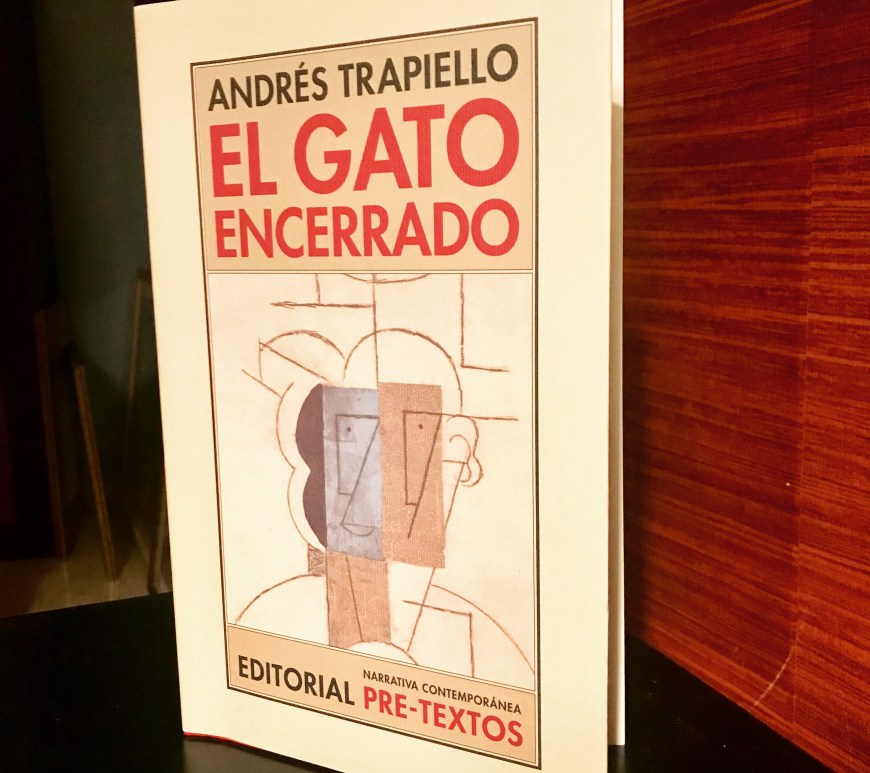 ANDRÉS TRAPIELLO
EL GATO
ENCERRADO
NARRATIVA CONTEMPORÁNEA
EDITORIAL PRE-TEXTOS